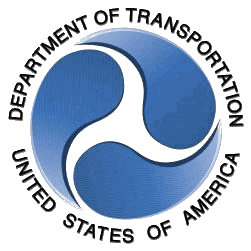 DEPARTMENT OF TRANSPORTATION
UNITED STATES OF AMERICA